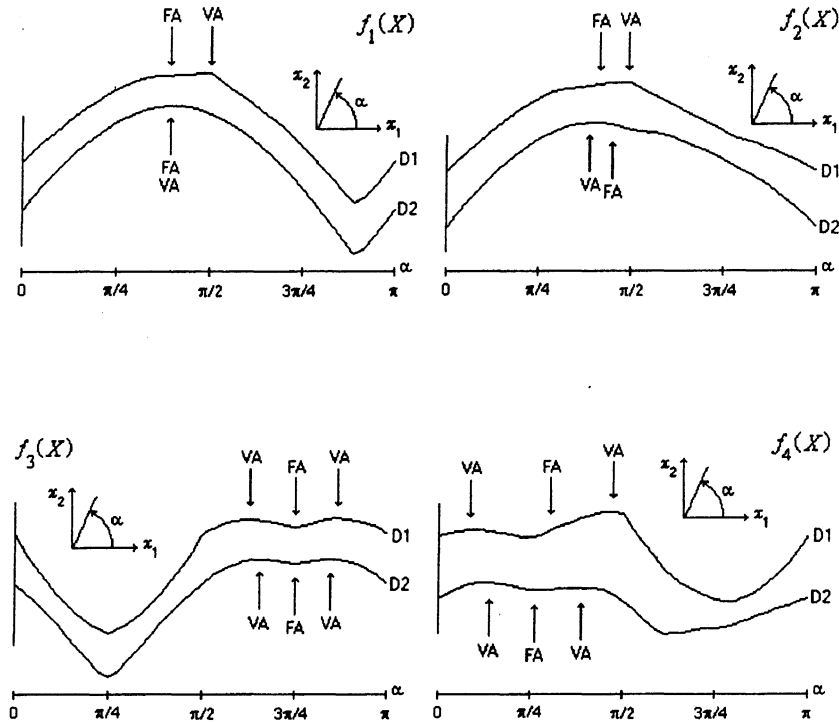 FA VA f₁(X)
x₂ α x₁
FA
VA
D1
D2
α
0 π/4 π/2 3π/4 π
FA VA f₂(X)
x₂ α x₁
VA FA
D1
D2
α
0 π/4 π/2 3π/4 π
f₃(X)
VA FA VA
x₂ α x₁
D1
D2
VA FA VA
α
0 π/4 π/2 3π/4 π
VA FA VA f₄(X)
x₂ α x₁
D1
D2
VA FA VA
α
0 π/4 π/2 3π/4 π